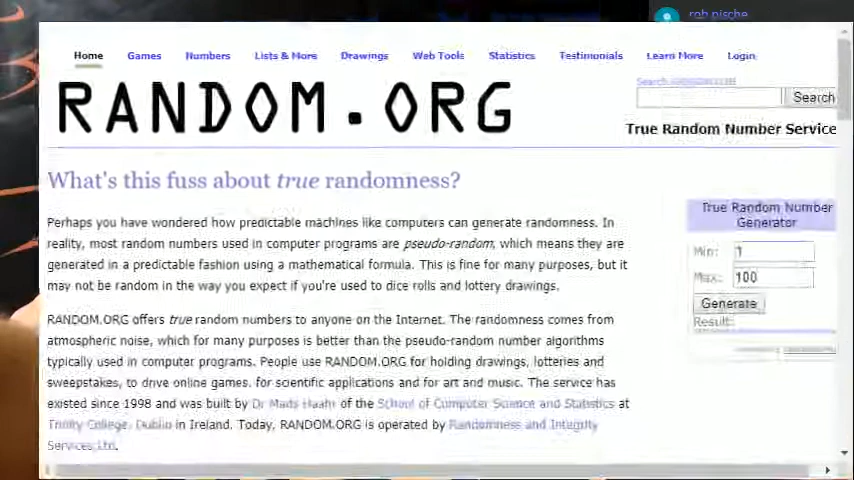 rob pische
Home Games Numbers Lists & More Drawings Web Tools Statistics Testimonials Learn More Login
RANDOM.ORG
Search
Search
True Random Number Service
What's this fuss about true randomness?
Perhaps you have wondered how predictable machines like computers can generate randomness. In
reality, most random numbers used in computer programs are pseudo-random, which means they are
generated in a predictable fashion using a mathematical formula. This is fine for many purposes, but it
may not be random in the way you expect if you're used to dice rolls and lottery drawings.
RANDOM.ORG offers true random numbers to anyone on the Internet. The randomness comes from
atmospheric noise, which for many purposes is better than the pseudo-random number algorithms
typically used in computer programs. People use RANDOM.ORG for holding drawings, lotteries and
sweepstakes, to drive online games, for scientific applications and for art and music. The service has
existed since 1998 and was built by Dr Mads Haahr of the School of Computer Science and Statistics at
Trinity College, Dublin in Ireland. Today, RANDOM.ORG is operated by Randomness and Integrity
Services Ltd.
True Random Number
Generator
Min: 1
Max: 100
Generate
Result: